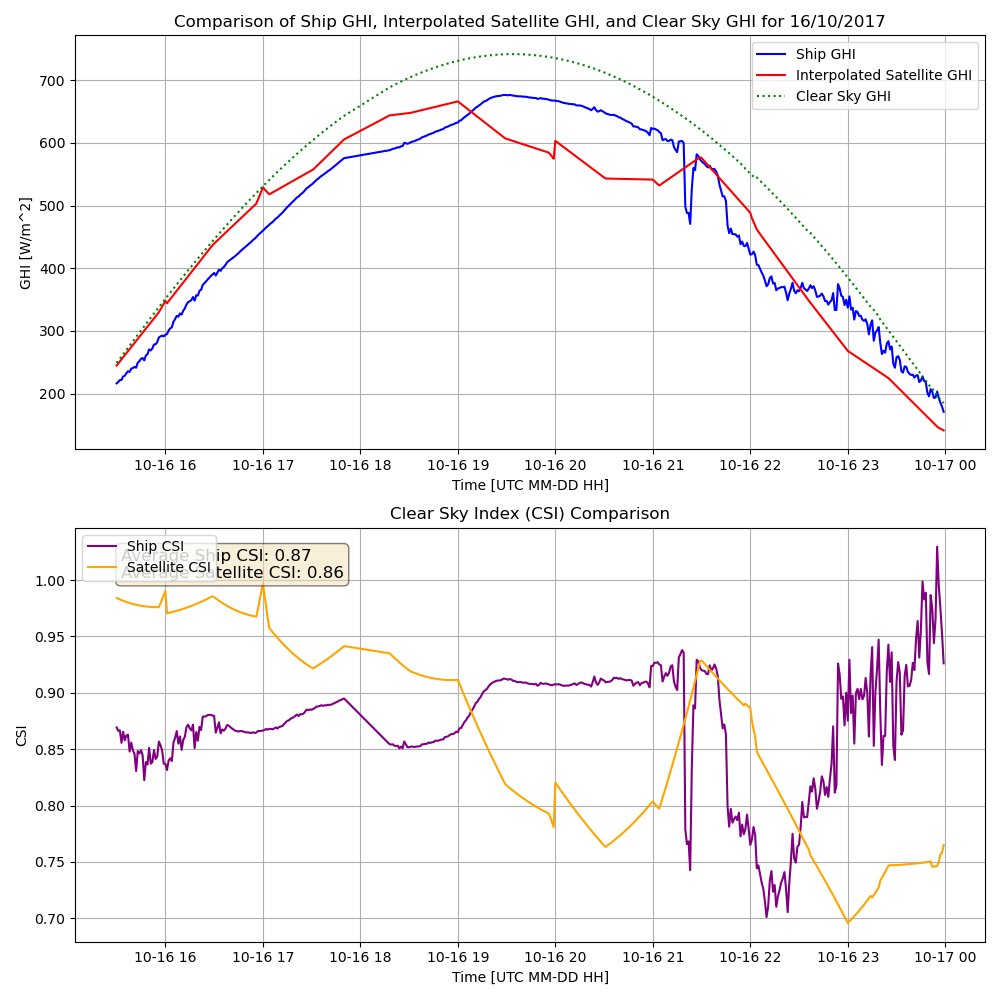 Comparison of Ship GHI, Interpolated Satellite GHI, and Clear Sky GHI for 16/10/2017
Ship GHI
Interpolated Satellite GHI
Clear Sky GHI
GHI [W/m^2]
700
600
500
400
300
200
10-16 16 10-16 17 10-16 18 10-16 19 10-16 20 10-16 21 10-16 22 10-16 23 10-17 00
Time [UTC MM-DD HH]
Clear Sky Index (CSI) Comparison
Ship CSI
Satellite CSI
Average Ship CSI: 0.87
Average Satellite CSI: 0.86
CSI
1.00
0.95
0.90
0.85
0.80
0.75
0.70
10-16 16 10-16 17 10-16 18 10-16 19 10-16 20 10-16 21 10-16 22 10-16 23 10-17 00
Time [UTC MM-DD HH]